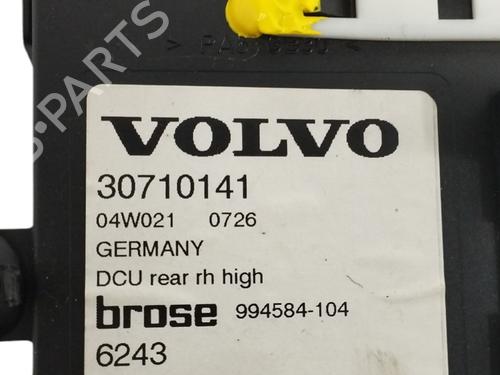 VOLVO
30710141
04W021 0726
GERMANY
DCU rear rh high
brose 994584-104
6243